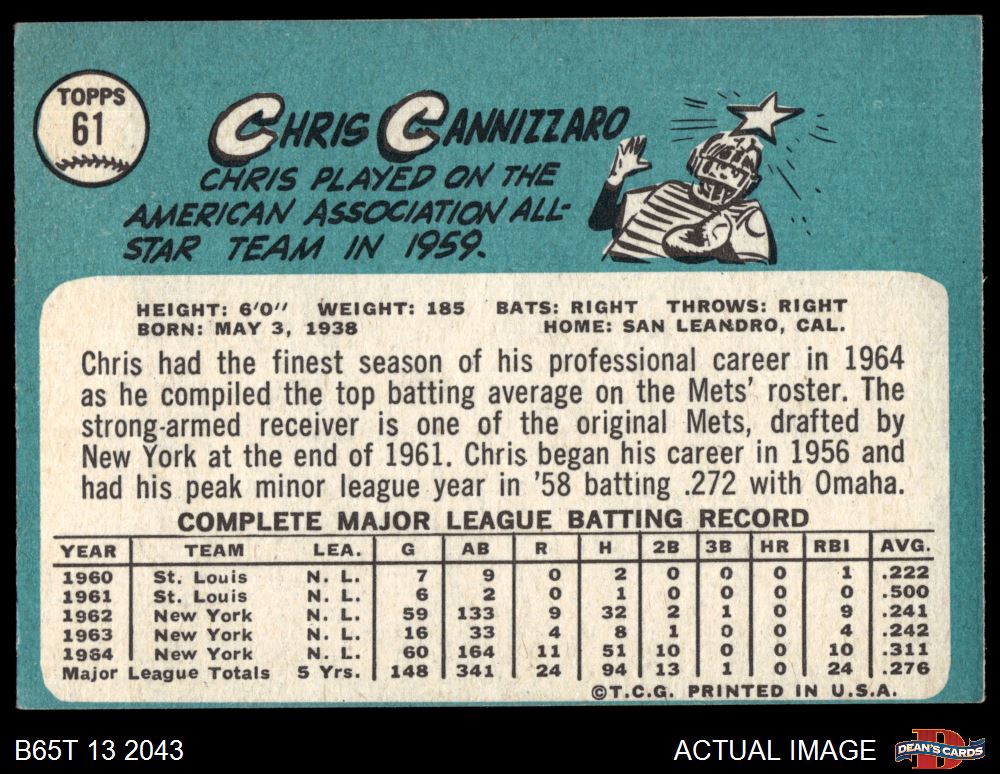 TOPPS
61
CHRIS CANNIZZARO
CHRIS PLAYED ON THE
AMERICAN ASSOCIATION ALL-
STAR TEAM IN 1959.
HEIGHT: 6'0" WEIGHT: 185 BATS: RIGHT THROWS: RIGHT
BORN: MAY 3, 1938 HOME: SAN LEANDRO, CAL.
Chris had the finest season of his professional career in 1964
as he compiled the top batting average on the Mets' roster. The
strong-armed receiver is one of the original Mets, drafted by
New York at the end of 1961. Chris began his career in 1956 and
had his peak minor league year in '58 batting .272 with Omaha.
COMPLETE MAJOR LEAGUE BATTING RECORD
YEAR TEAM LEA. G AB R H 2B 3B HR RBI AVG.
1960 St. Louis N. L. 7 9 0 2 0 0 0 1 .222
1961 St. Louis N. L. 6 2 0 1 0 0 0 0 .500
1962 New York N. L. 59 133 9 32 2 1 0 9 .241
1963 New York N. L. 16 33 4 8 1 0 0 4 .242
1964 New York N. L. 60 164 11 51 10 0 0 10 .311
Major League Totals 5 Yrs. 148 341 24 94 13 1 0 24 .276
©T.C.G. PRINTED IN U.S.A.
B65T 13 2043 ACTUAL IMAGE DEAN'S CARDS